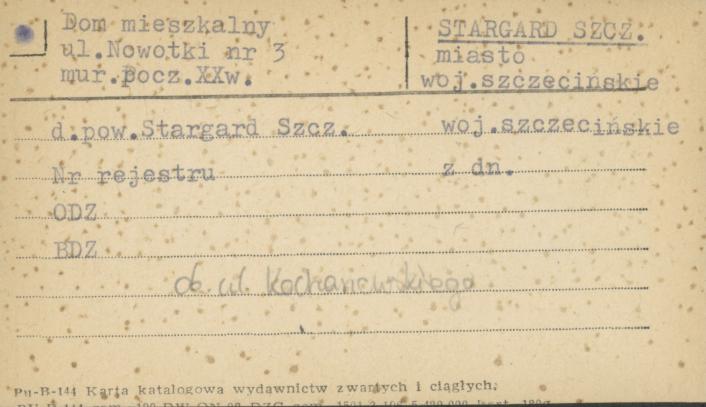 Dom mieszkalny
ul.Nowotki nr 3
mur.pocz.XXw.
STARGARD SZCZ.
miasto
woj.szczecińskie
d.pow.Stargard Szcz. woj.szczecińskie
Nr rejestru z dn.
ODZ
BDZ
ob. ul. Kochanowskiego
Pu-B-144 Karta katalogowa wydawnictw zwartych i ciągłych.